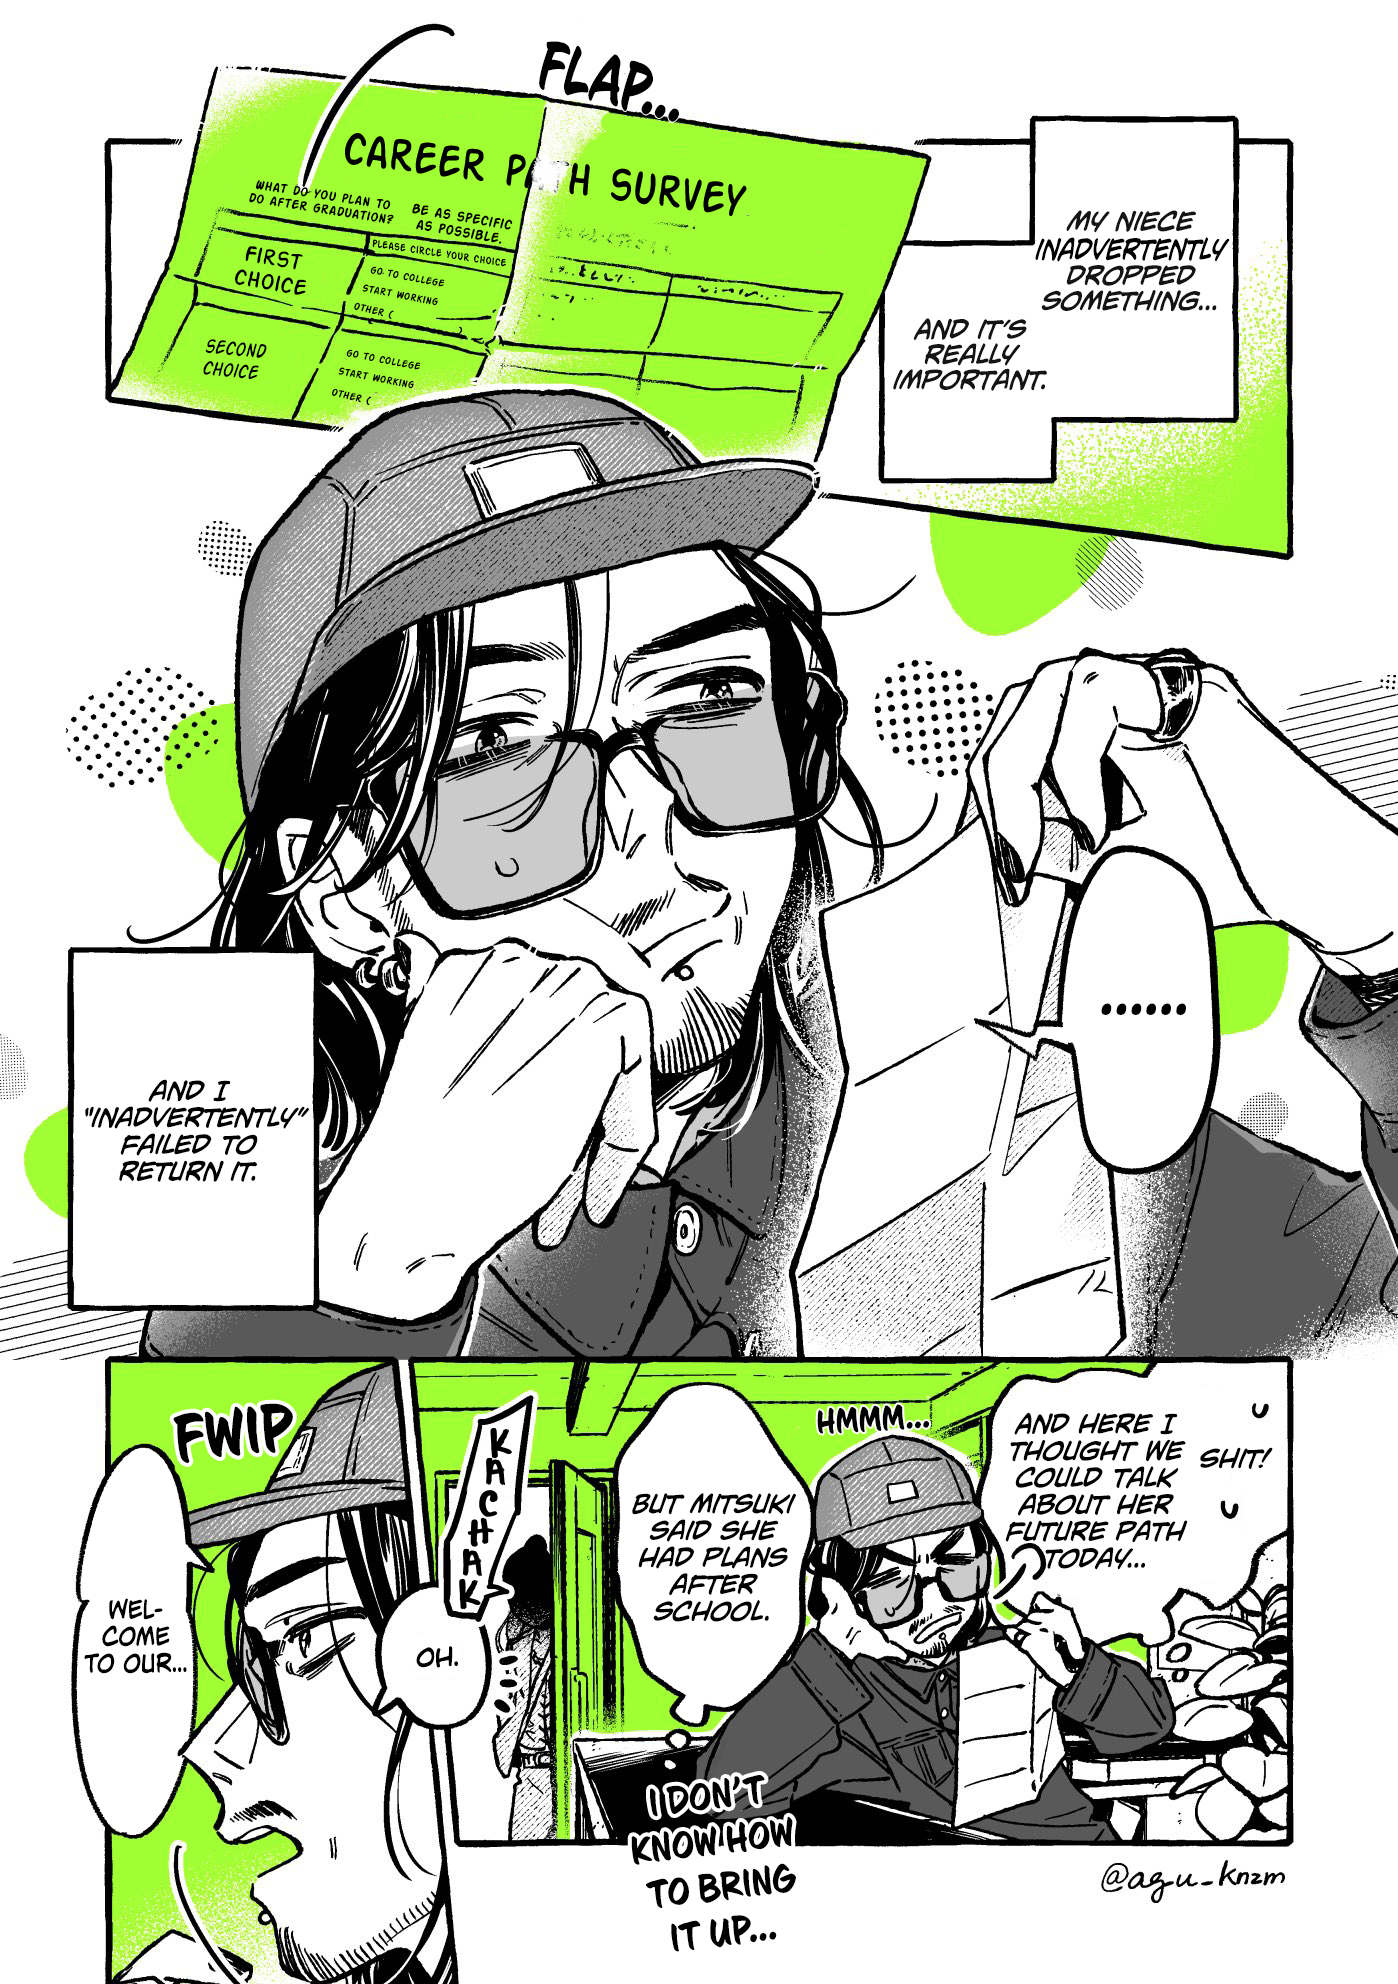 FLAP...
MY NIECE
INADVERTENTLY
DROPPED
SOMETHING...
AND IT'S
REALLY
IMPORTANT.
CAREER PATH SURVEY
WHAT DO YOU PLAN TO
DO AFTER GRADUATION?
BE AS SPECIFIC
AS POSSIBLE.
PLEASE CIRCLE YOUR CHOICE
FIRST
CHOICE
GO TO COLLEGE
START WORKING
OTHER (
SECOND
CHOICE
GO TO COLLEGE
START WORKING
OTHER (
......
AND I
"INADVERTENTLY"
FAILED TO
RETURN IT.
SHIT!
AND HERE I
THOUGHT WE
COULD TALK
ABOUT HER
FUTURE PATH
TODAY...
HMMM...
BUT MITSUKI
SAID SHE
HAD PLANS
AFTER
SCHOOL.
I DON'T
KNOW HOW
TO BRING
IT UP...
KACHAK
OH.
FWIP
WEL-
COME
TO OUR...
@agu_knzm